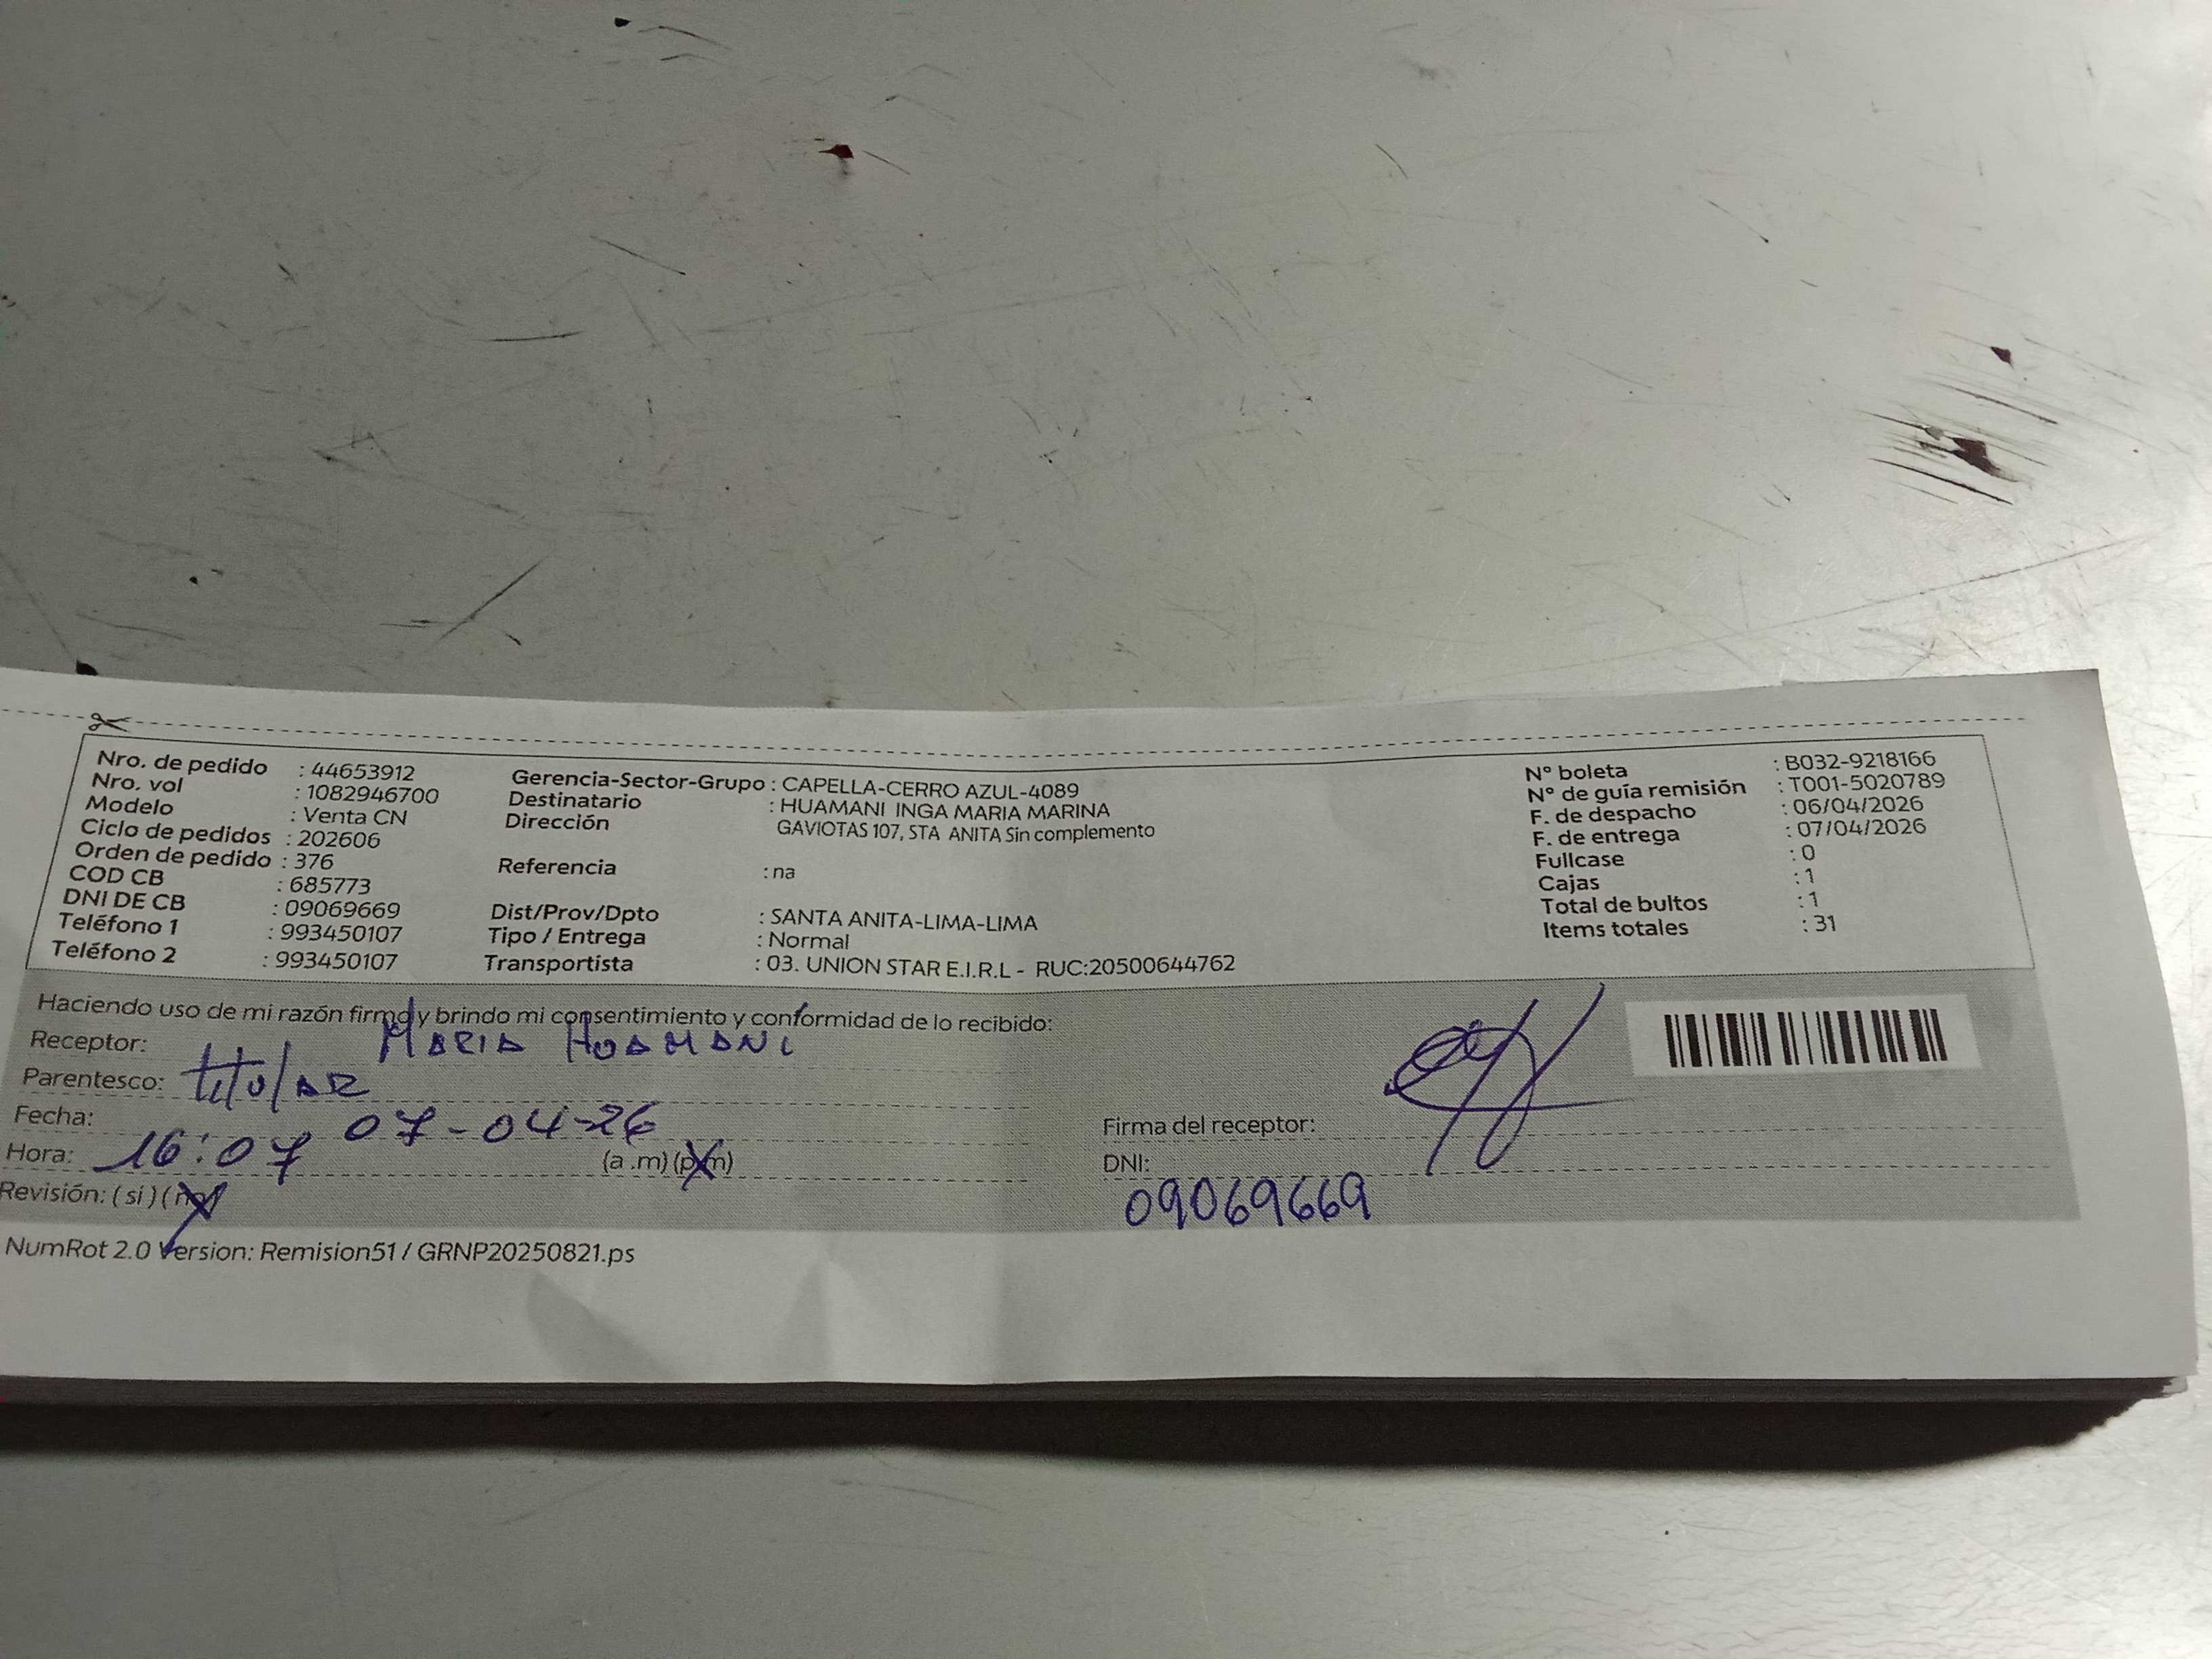 Nro. de pedido : 44653912
Nro. vol : 1082946700
Modelo : Venta CN
Ciclo de pedidos : 202606
Orden de pedido : 376
COD CB : 685773
DNI DE CB : 09069669
Teléfono 1 : 993450107
Teléfono 2 : 993450107
Gerencia-Sector-Grupo : CAPELLA-CERRO AZUL-4089
Destinatario : HUAMANI INGA MARIA MARINA
Dirección GAVIOTAS 107, STA ANITA Sin complemento
Referencia : na
Dist/Prov/Dpto : SANTA ANITA-LIMA-LIMA
Tipo / Entrega : Normal
Transportista : 03. UNION STAR E.I.R.L - RUC:20500644762
N° boleta : B032-9218166
N° de guía remisión : T001-5020789
F. de despacho : 06/04/2026
F. de entrega : 07/04/2026
Fullcase : 0
Cajas : 1
Total de bultos : 1
Items totales : 31
Haciendo uso de mi razón firmo y brindo mi consentimiento y conformidad de lo recibido:
Receptor: MARIA HUAMANI
Parentesco: titular
Fecha: 07-04-26
Hora: 16:07 (a .m) (p.m)
Revisión: ( si ) ( no )
Firma del receptor:
DNI: 09069669
NumRot 2.0 Version: Remision51 / GRNP20250821.ps